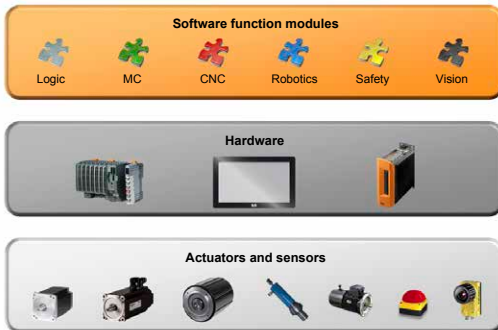 Software function modules
Logic MC CNC Robotics Safety Vision
Hardware
Actuators and sensors